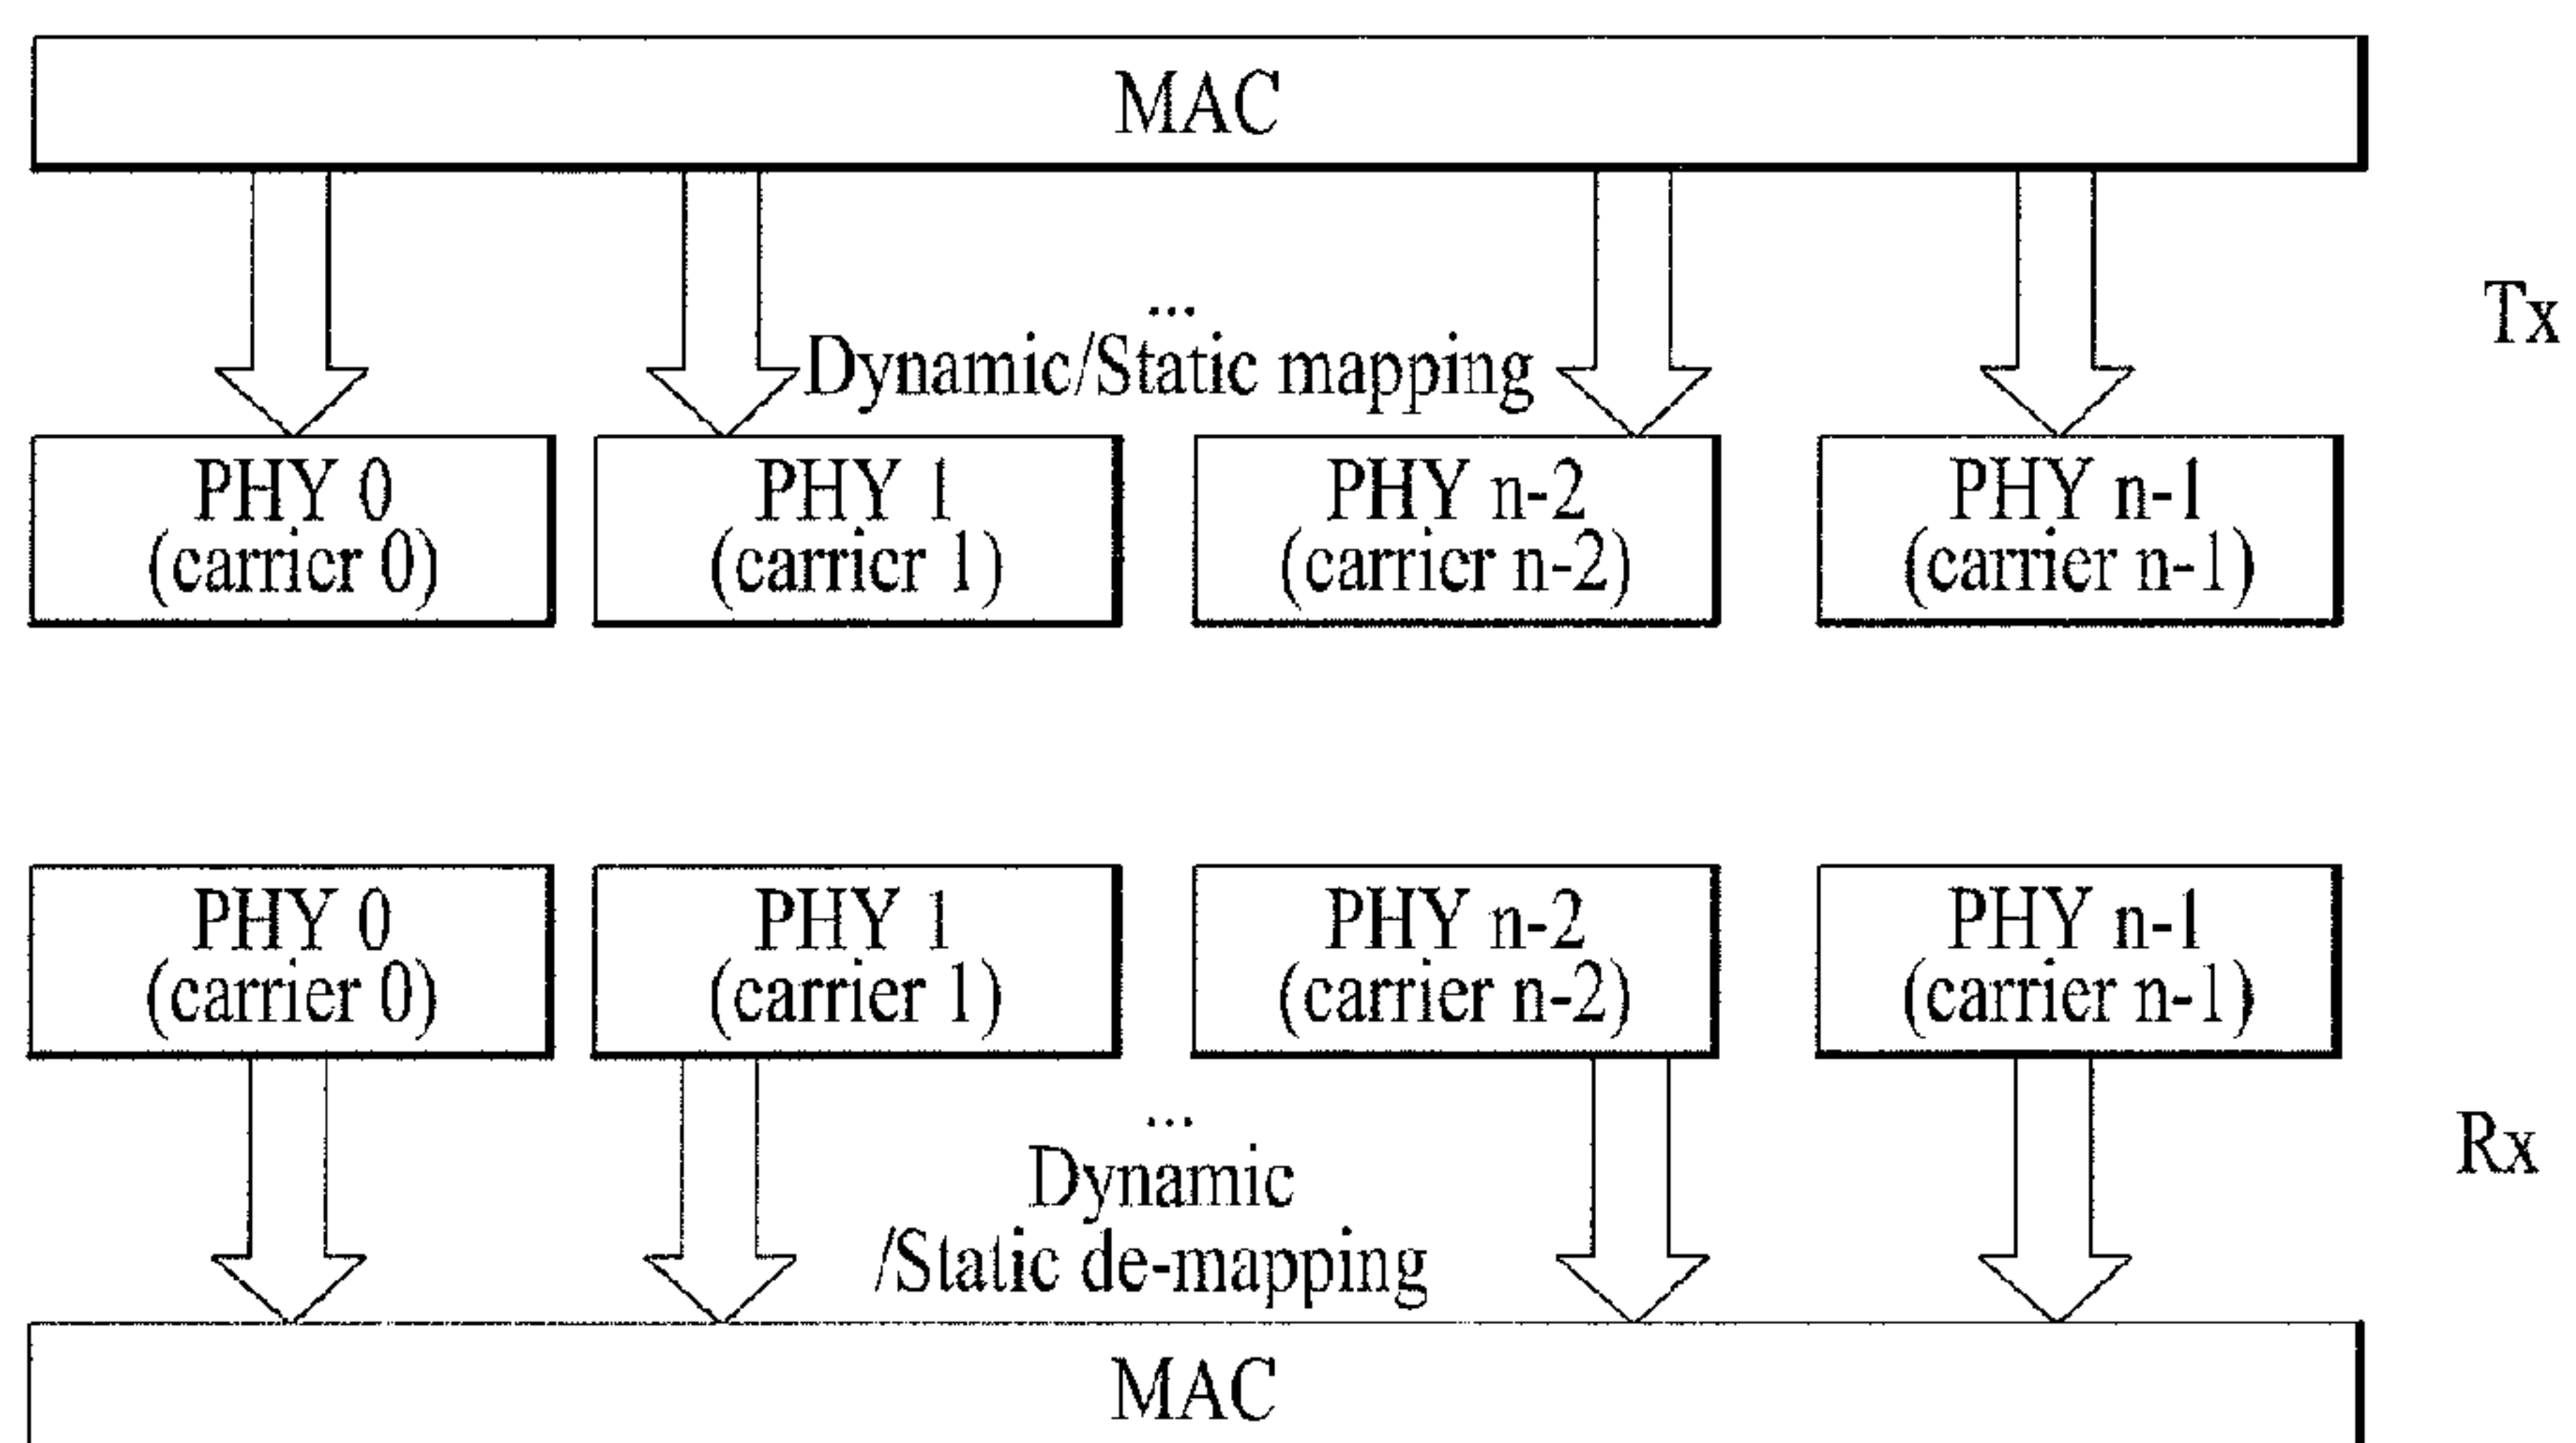 MAC
...
Dynamic/Static mapping
Tx
PHY 0
(carrier 0)
PHY 1
(carrier 1)
PHY n-2
(carrier n-2)
PHY n-1
(carrier n-1)
PHY 0
(carrier 0)
PHY 1
(carrier 1)
PHY n-2
(carrier n-2)
PHY n-1
(carrier n-1)
...
Dynamic
/Static de-mapping
Rx
MAC